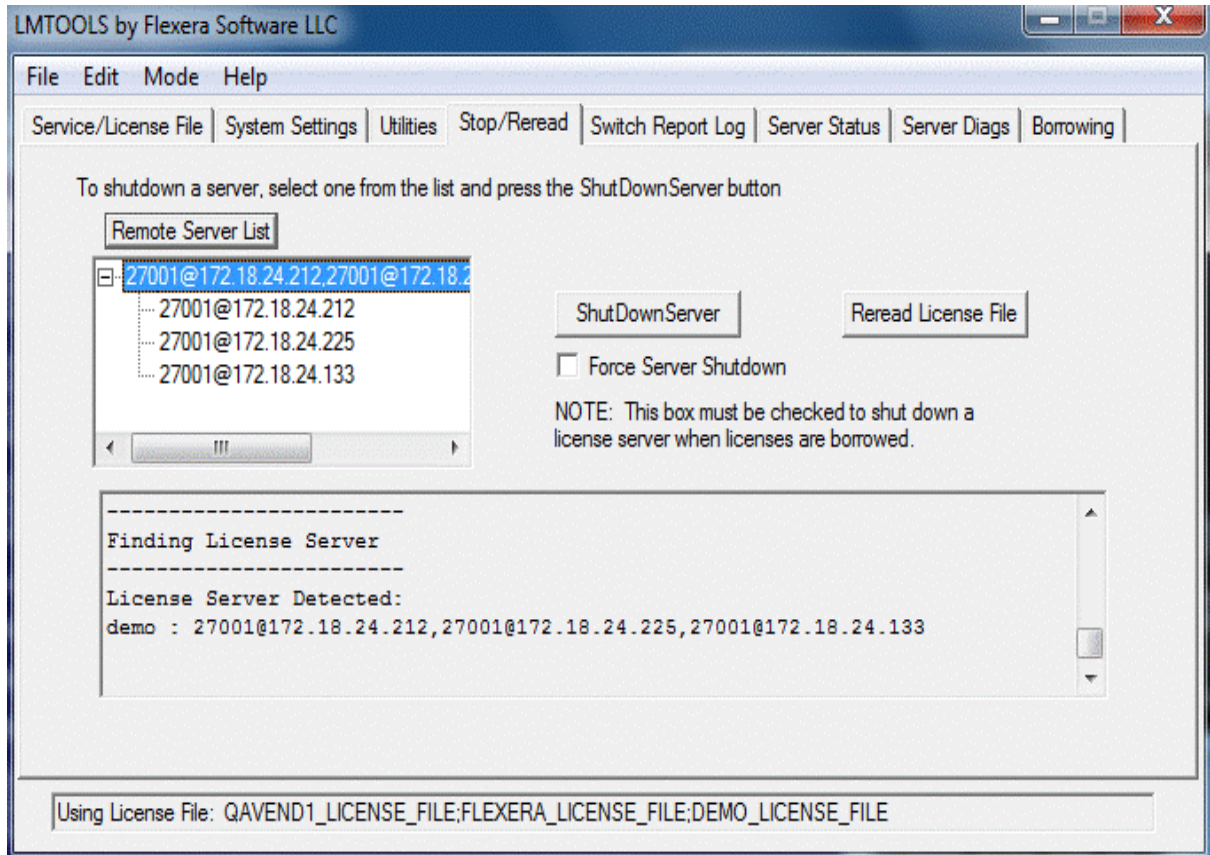 LMTOOLS by Flexera Software LLC
File Edit Mode Help
Service/License File System Settings Utilities Stop/Reread Switch Report Log Server Status Server Diags Borrowing
To shutdown a server, select one from the list and press the ShutDownServer button
Remote Server List
27001@172.18.24.212,27001@172.18.2
27001@172.18.24.212
27001@172.18.24.225
27001@172.18.24.133
ShutDownServer
Reread License File
Force Server Shutdown
NOTE: This box must be checked to shut down a
license server when licenses are borrowed.
------------------------
Finding License Server
------------------------
License Server Detected:
demo : 27001@172.18.24.212,27001@172.18.24.225,27001@172.18.24.133
Using License File: QAVEND1_LICENSE_FILE;FLEXERA_LICENSE_FILE;DEMO_LICENSE_FILE